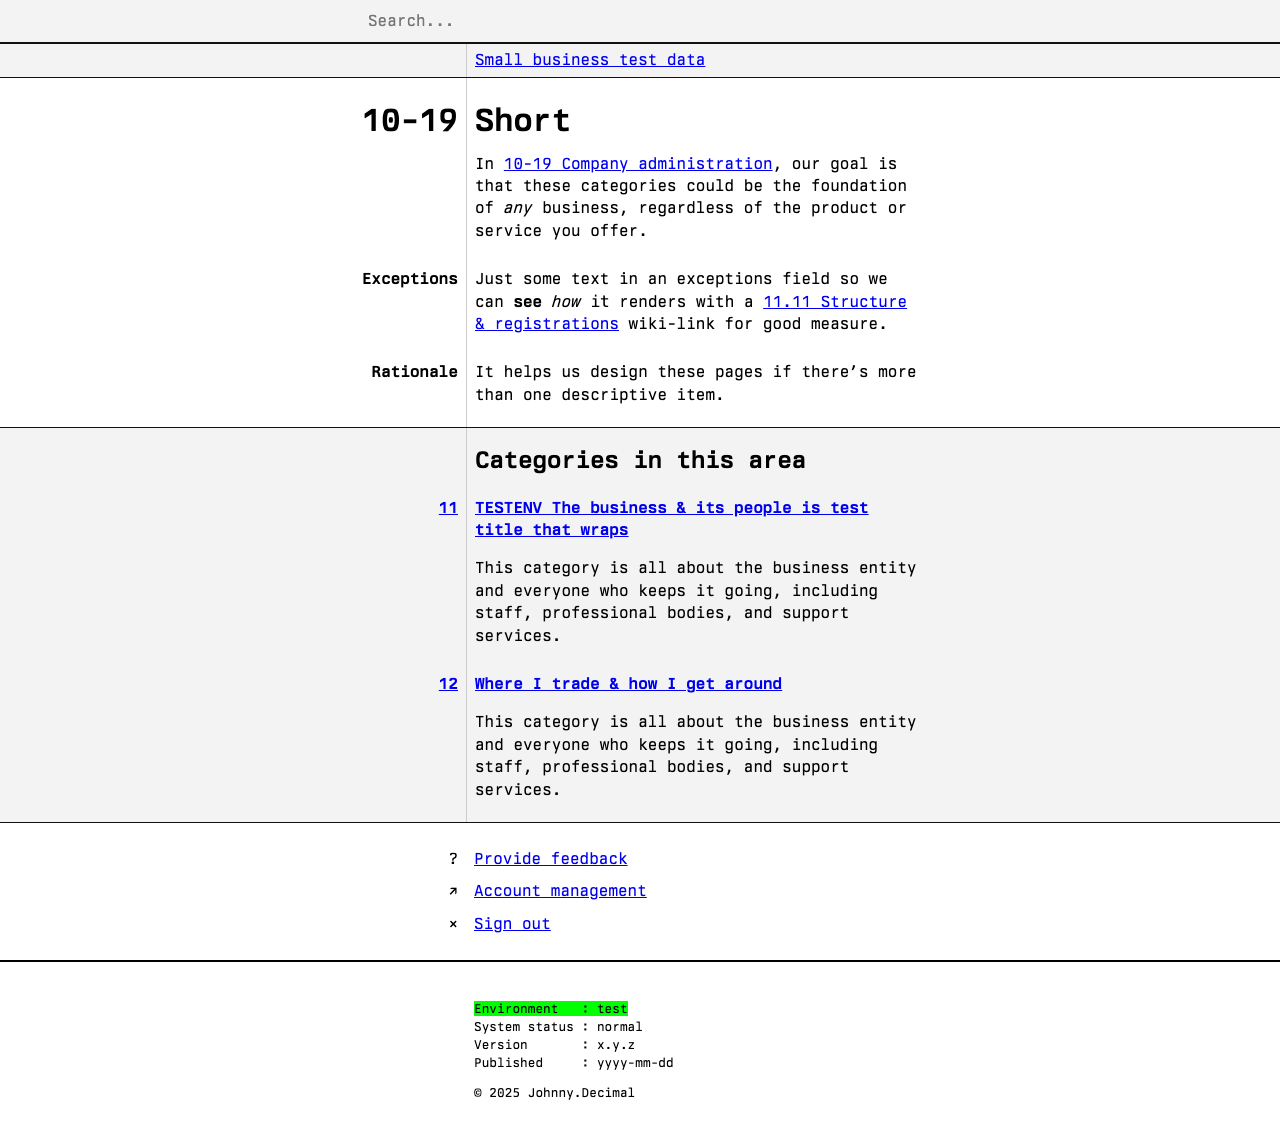 Search...
Small business test data
10-19 Short
In 10-19 Company administration, our goal is
that these categories could be the foundation
of any business, regardless of the product or
service you offer.
Exceptions Just some text in an exceptions field so we
can see how it renders with a 11.11 Structure
& registrations wiki-link for good measure.
Rationale It helps us design these pages if there’s more
than one descriptive item.
Categories in this area
11 TESTENV The business & its people is test
title that wraps
This category is all about the business entity
and everyone who keeps it going, including
staff, professional bodies, and support
services.
12 Where I trade & how I get around
This category is all about the business entity
and everyone who keeps it going, including
staff, professional bodies, and support
services.
? Provide feedback
↗ Account management
× Sign out
Environment : test
System status : normal
Version : x.y.z
Published : yyyy-mm-dd
© 2025 Johnny.Decimal